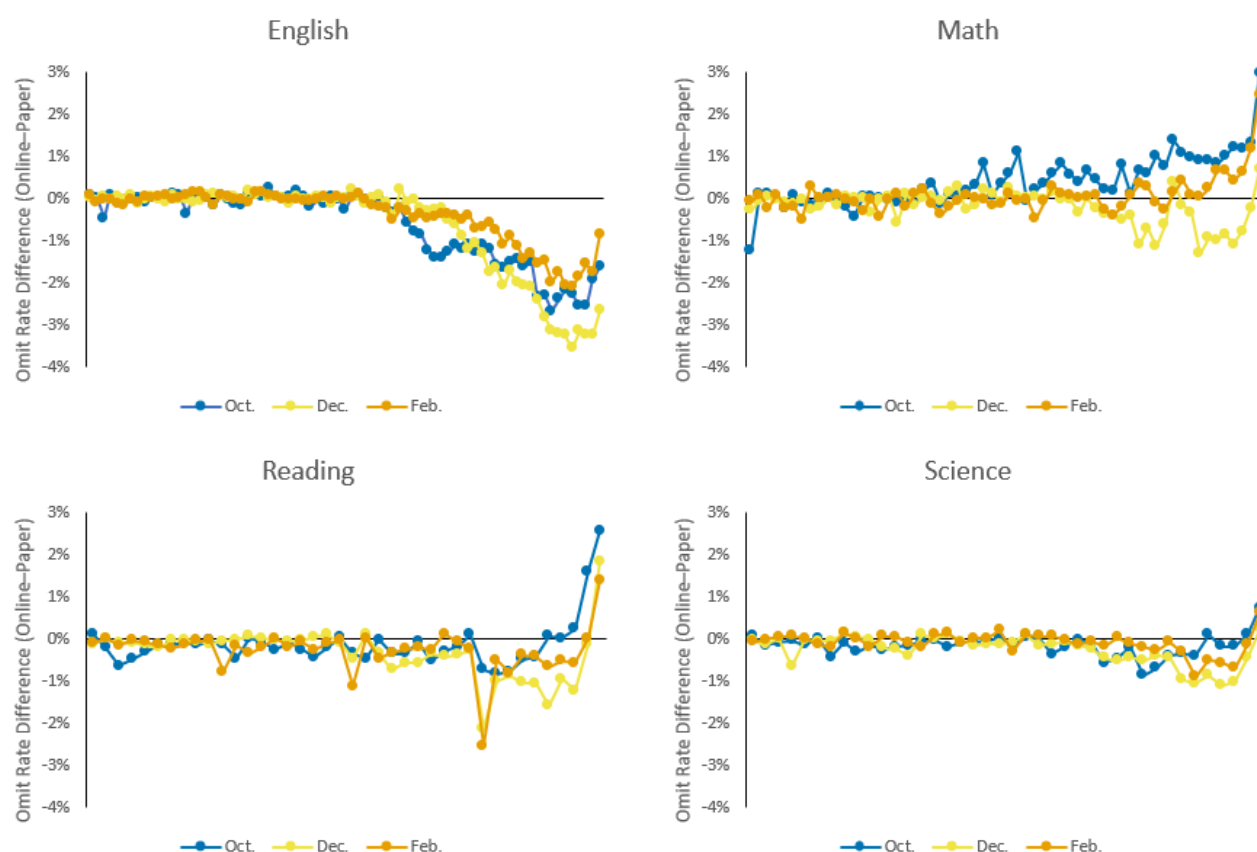 English
Omit Rate Difference (Online–Paper)
3%
2%
1%
0%
-1%
-2%
-3%
-4%
Oct. Dec. Feb.
Math
Omit Rate Difference (Online–Paper)
3%
2%
1%
0%
-1%
-2%
-3%
-4%
Oct. Dec. Feb.
Reading
Omit Rate Difference (Online–Paper)
3%
2%
1%
0%
-1%
-2%
-3%
-4%
Oct. Dec. Feb.
Science
Omit Rate Difference (Online–Paper)
3%
2%
1%
0%
-1%
-2%
-3%
-4%
Oct. Dec. Feb.